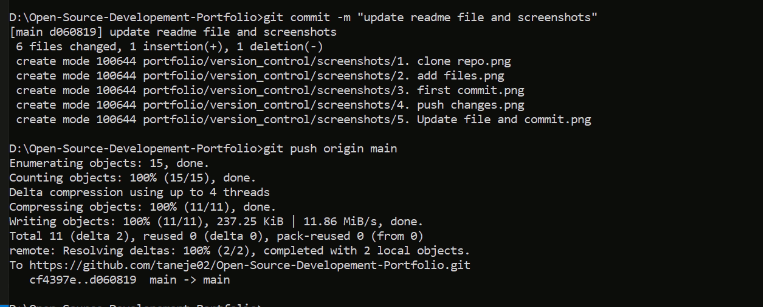 D:\Open-Source-Developement-Portfolio>git commit -m "update readme file and screenshots"
[main d060819] update readme file and screenshots
 6 files changed, 1 insertion(+), 1 deletion(-)
 create mode 100644 portfolio/version_control/screenshots/1. clone repo.png
 create mode 100644 portfolio/version_control/screenshots/2. add files.png
 create mode 100644 portfolio/version_control/screenshots/3. first commit.png
 create mode 100644 portfolio/version_control/screenshots/4. push changes.png
 create mode 100644 portfolio/version_control/screenshots/5. Update file and commit.png
D:\Open-Source-Developement-Portfolio>git push origin main
Enumerating objects: 15, done.
Counting objects: 100% (15/15), done.
Delta compression using up to 4 threads
Compressing objects: 100% (11/11), done.
Writing objects: 100% (11/11), 237.25 KiB | 11.86 MiB/s, done.
Total 11 (delta 2), reused 0 (delta 0), pack-reused 0 (from 0)
remote: Resolving deltas: 100% (2/2), completed with 2 local objects.
To https://github.com/taneje02/Open-Source-Developement-Portfolio.git
   cf4397e..d060819  main -> main